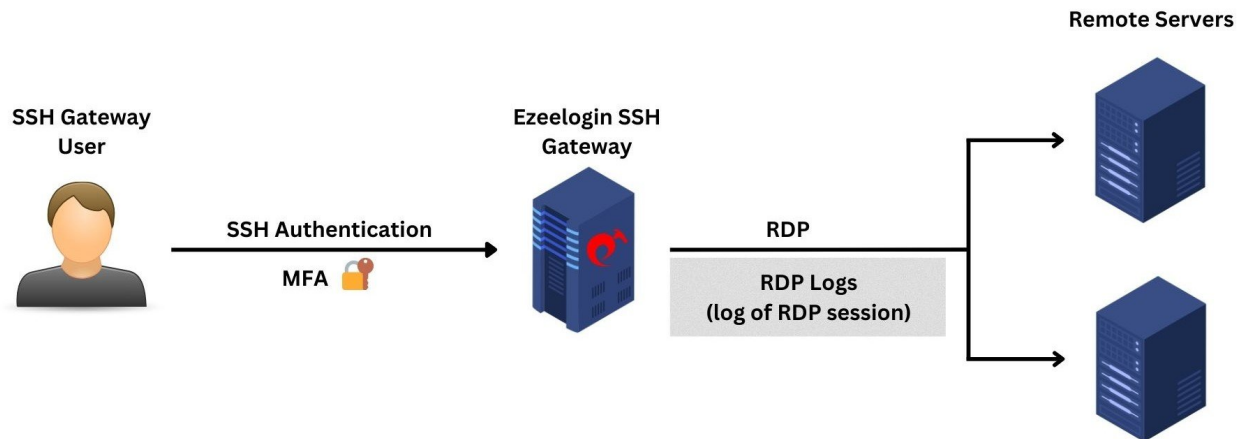 Remote Servers
SSH Gateway
User
Ezeelogin SSH
Gateway
SSH Authentication
MFA
RDP
RDP Logs
(log of RDP session)